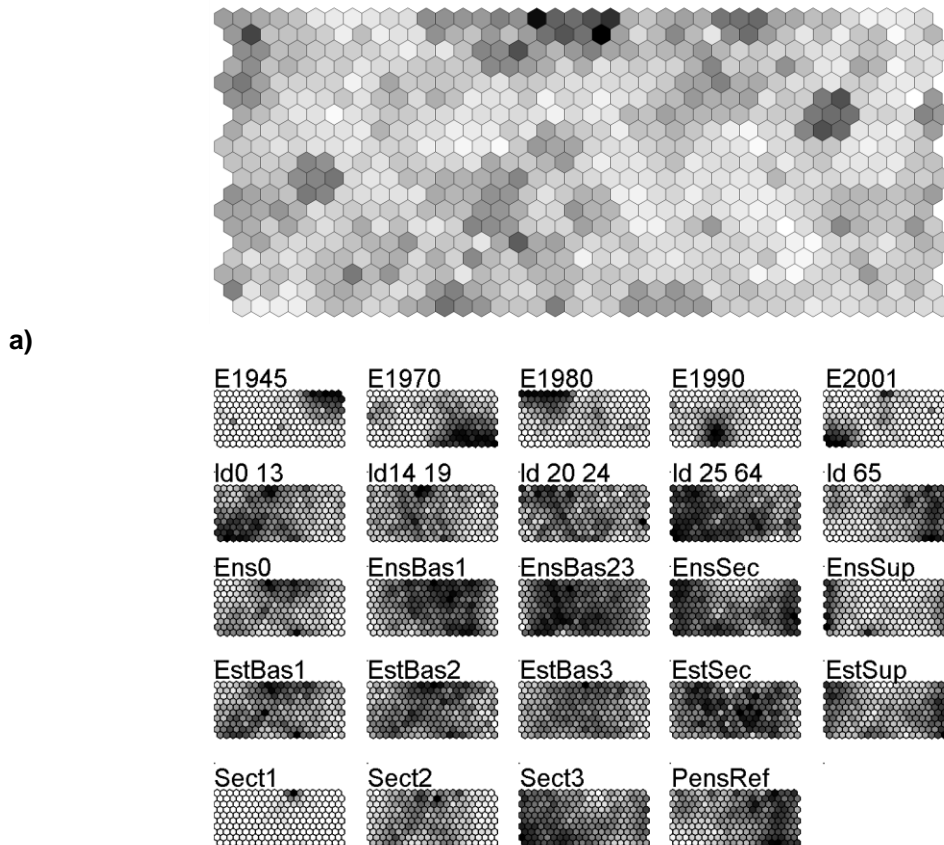 a)
E1945 E1970 E1980 E1990 E2001
Id0 13 Id14 19 Id 20 24 Id 25 64 Id 65
Ens0 EnsBas1 EnsBas23 EnsSec EnsSup
EstBas1 EstBas2 EstBas3 EstSec EstSup
Sect1 Sect2 Sect3 PensRef